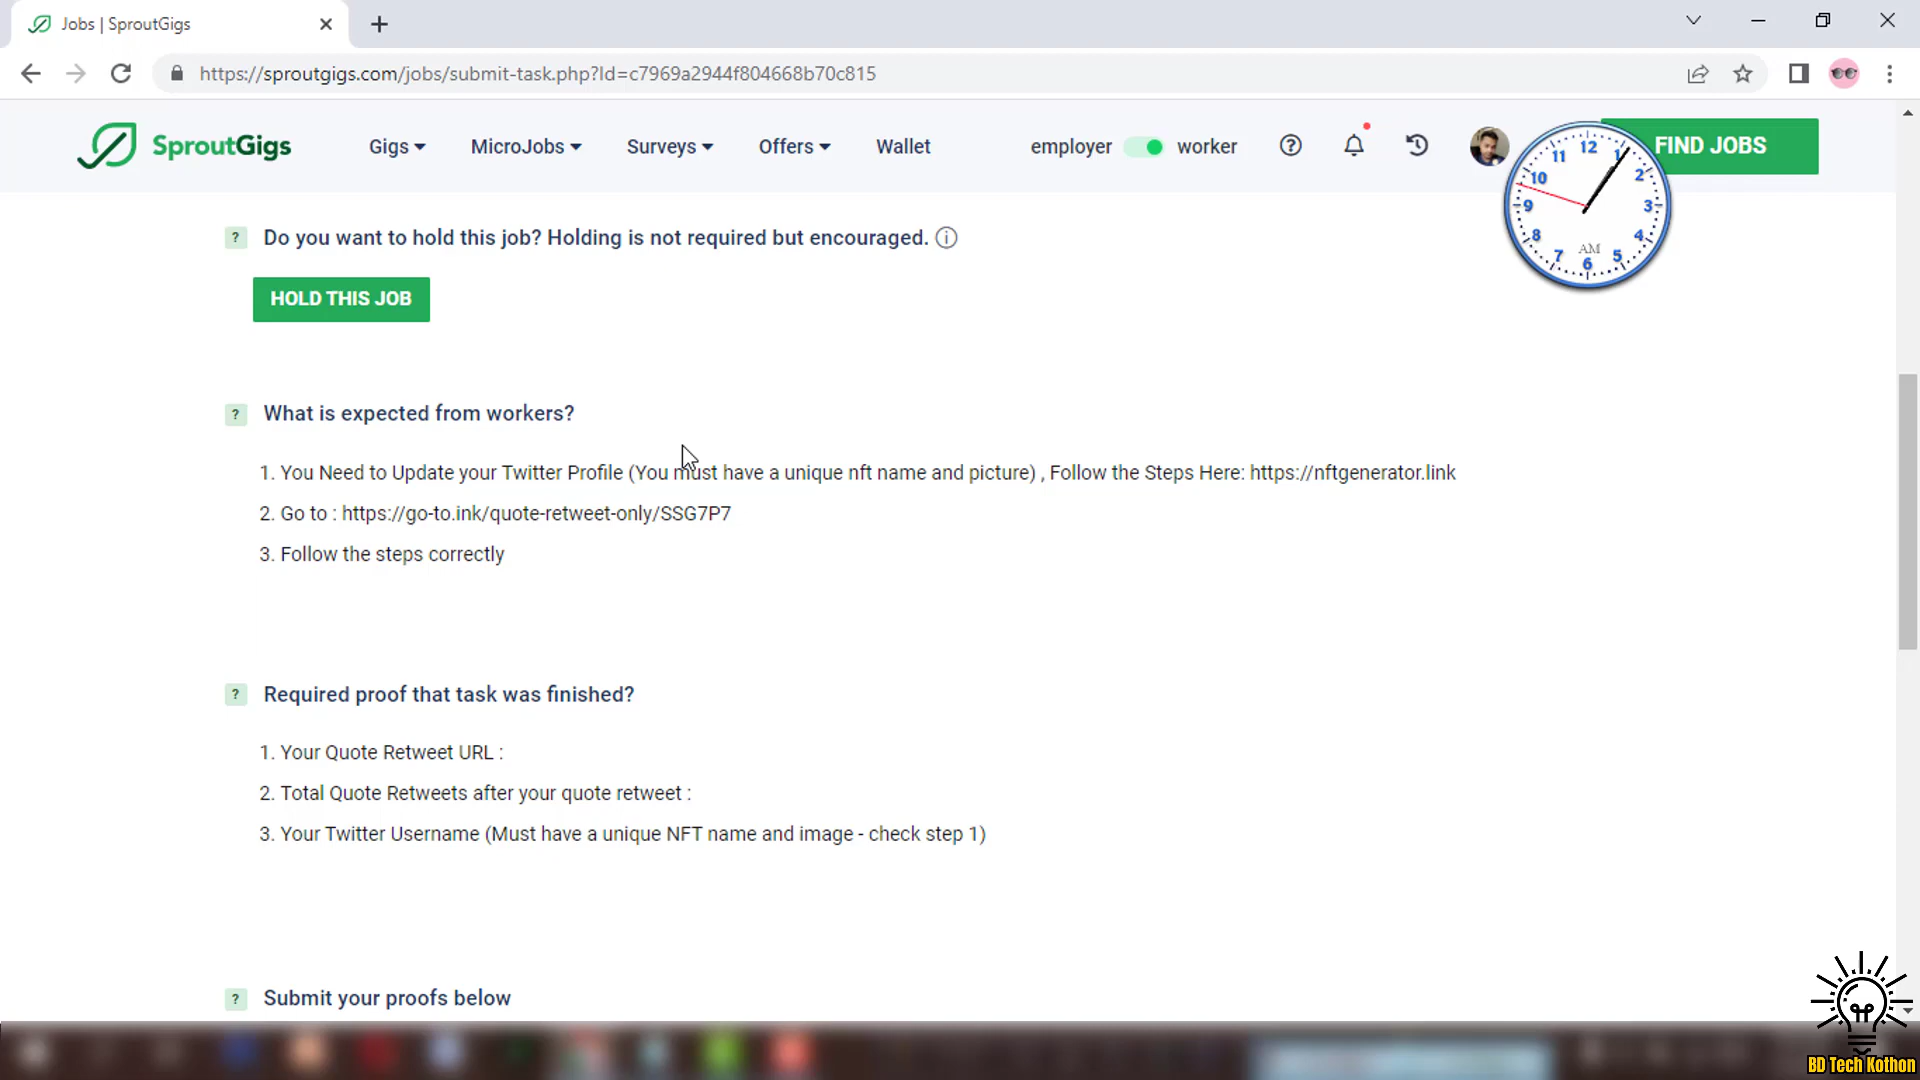 Jobs | SproutGigs
https://sproutgigs.com/jobs/submit-task.php?Id=c7969a2944f804668b70c815
SproutGigs
Gigs
MicroJobs
Surveys
Offers
Wallet
employer
worker
FIND JOBS
12
1
2
3
4
5
6
7
8
9
10
11
AM
? Do you want to hold this job? Holding is not required but encouraged.
HOLD THIS JOB
? What is expected from workers?
1. You Need to Update your Twitter Profile (You must have a unique nft name and picture) , Follow the Steps Here: https://nftgenerator.link
2. Go to : https://go-to.ink/quote-retweet-only/SSG7P7
3. Follow the steps correctly
? Required proof that task was finished?
1. Your Quote Retweet URL :
2. Total Quote Retweets after your quote retweet :
3. Your Twitter Username (Must have a unique NFT name and image - check step 1)
? Submit your proofs below
BD Tech Kothon